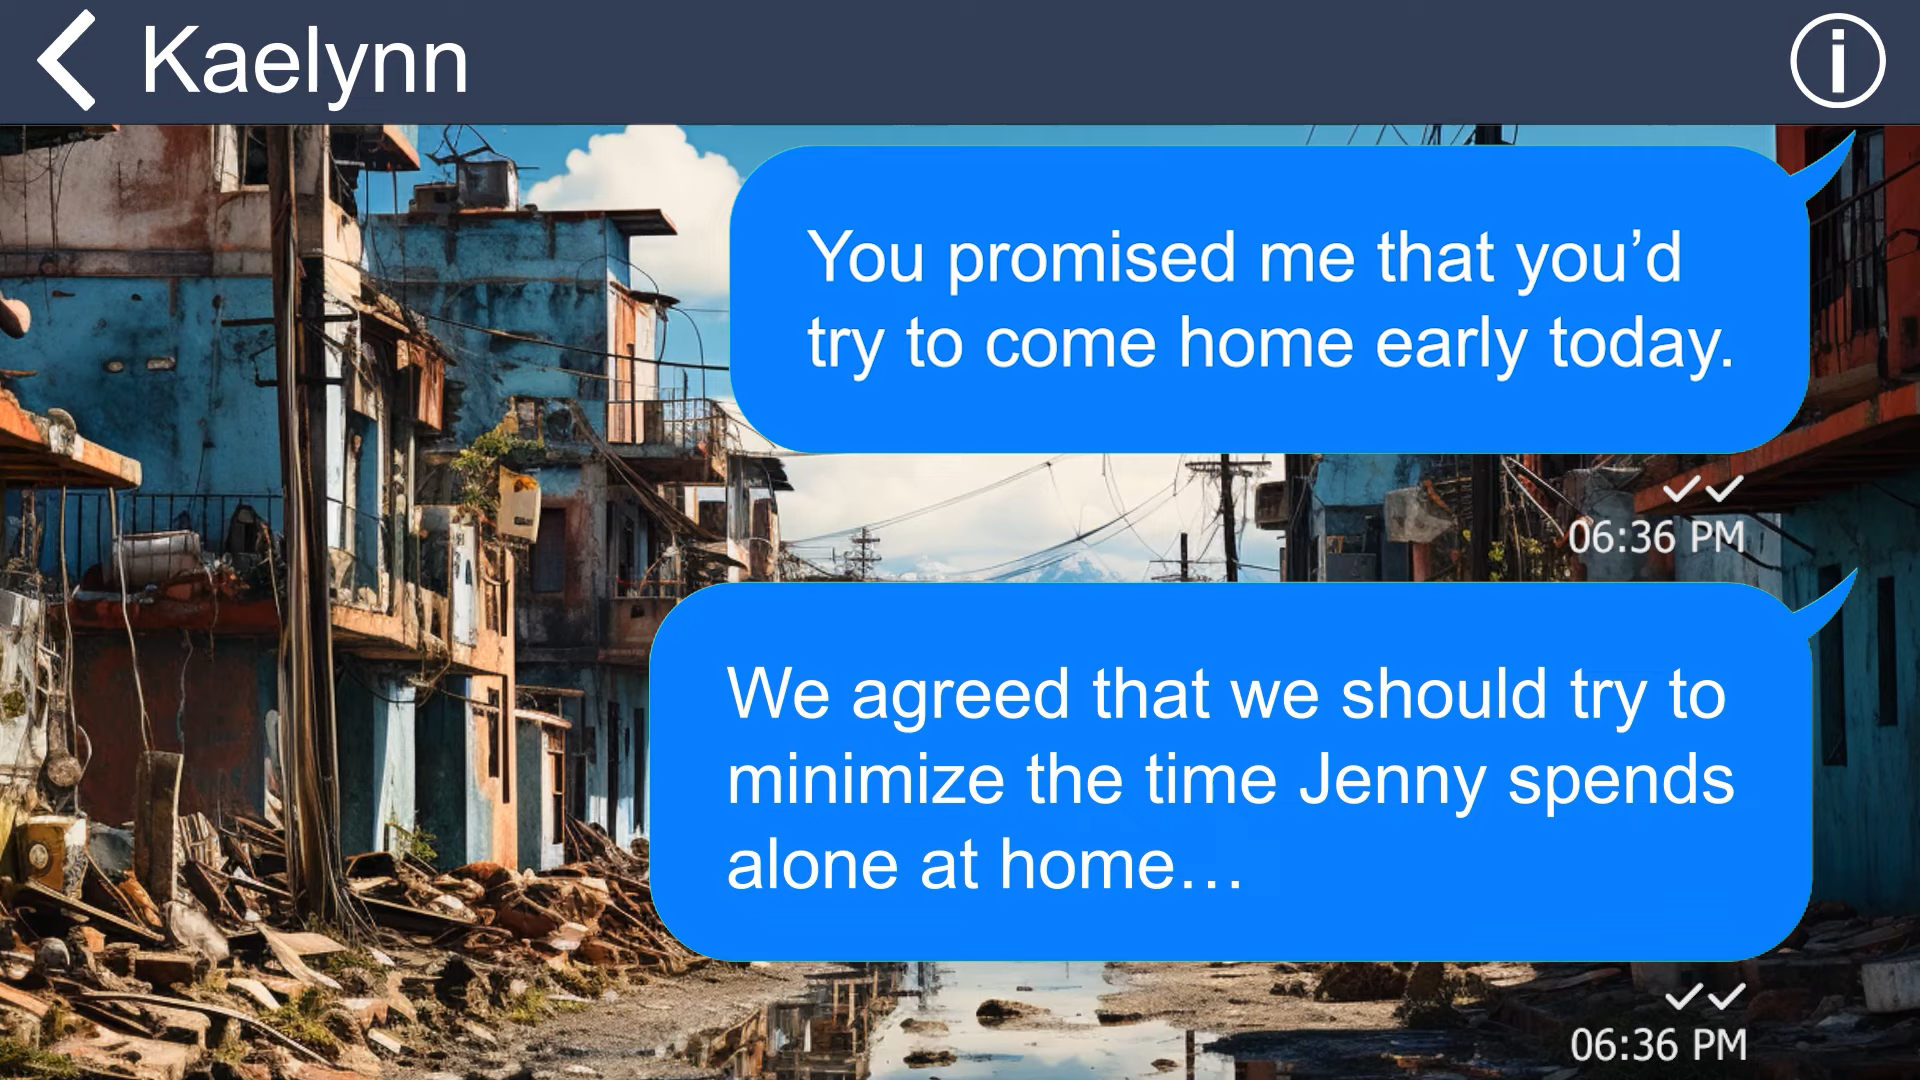 Kaelynn
You promised me that you’d
try to come home early today.
06:36 PM
We agreed that we should try to
minimize the time Jenny spends
alone at home…
06:36 PM